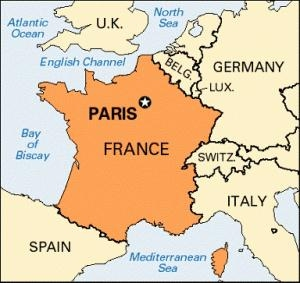 Atlantic
Ocean
U.K.
North
Sea
English Channel
BELG.
GERMANY
LUX.
PARIS
Bay
of
Biscay
FRANCE
SWITZ.
ITALY
SPAIN
Mediterranean
Sea